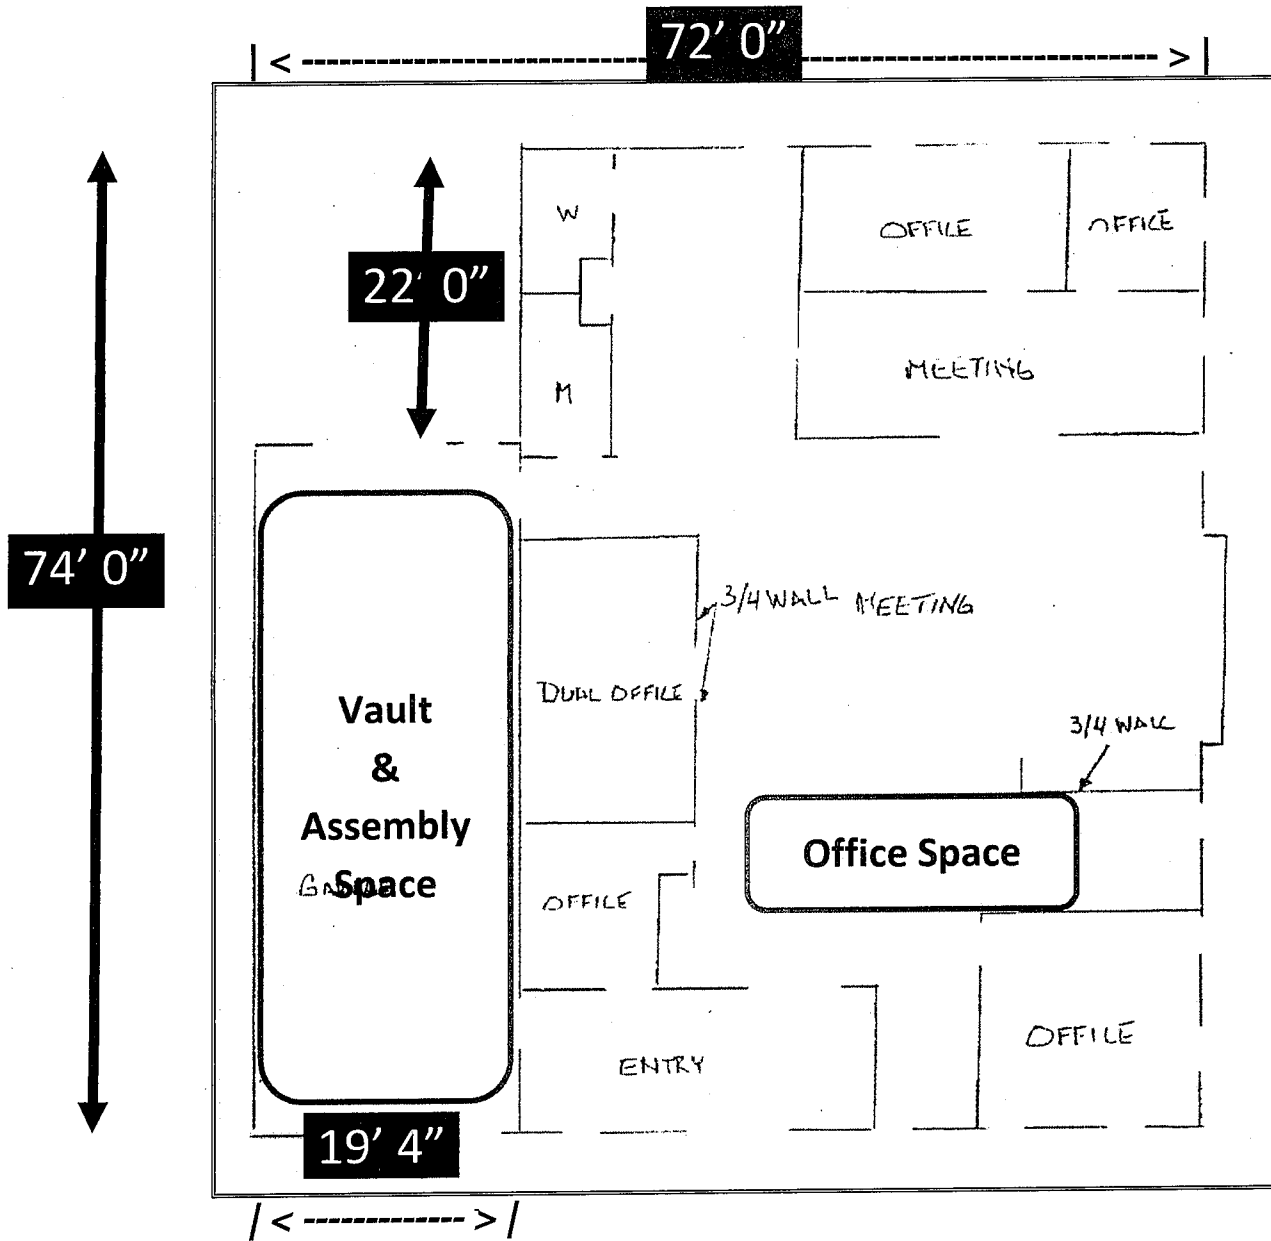 72' 0"
|< ---------------------------- >|
W
OFFICE
OFFICE
22' 0"
MEETING
M
74' 0"
3/4 WALL MEETING
DUAL OFFICE
Vault
&
Assembly
Space
3/4 WALL
Office Space
OFFICE
OFFICE
ENTRY
19' 4"
/< ------------ >/